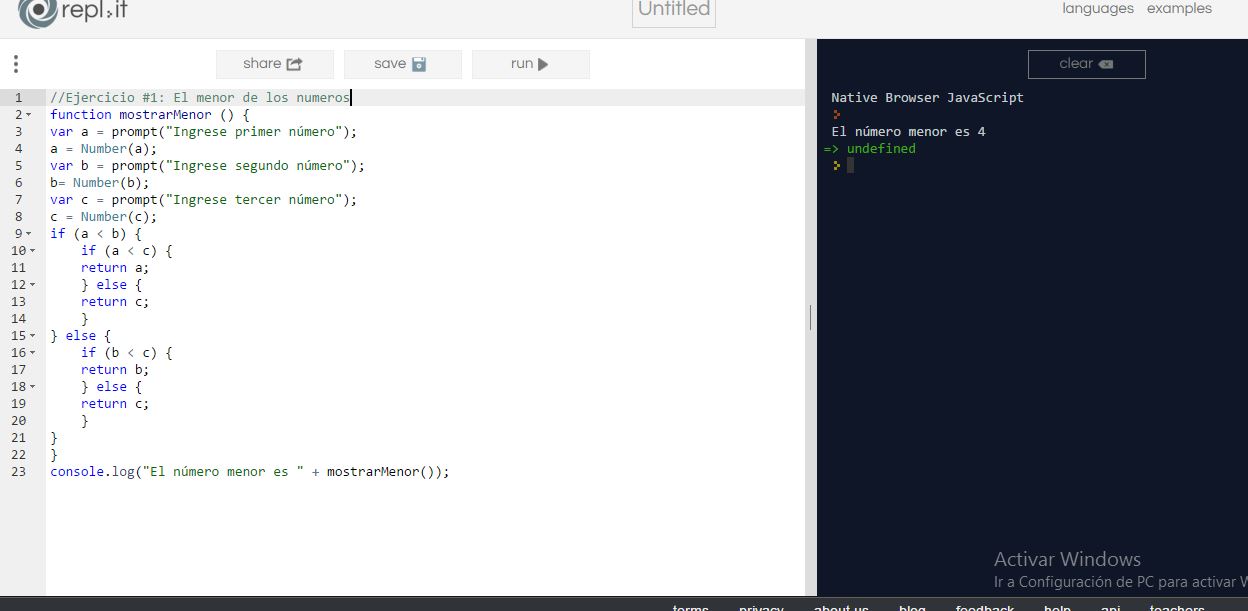 repl.it
Untitled
languages examples
share save run
clear
1 //Ejercicio #1: El menor de los numeros
2 function mostrarMenor () {
3 var a = prompt("Ingrese primer número");
4 a = Number(a);
5 var b = prompt("Ingrese segundo número");
6 b= Number(b);
7 var c = prompt("Ingrese tercer número");
8 c = Number(c);
9 if (a < b) {
10 if (a < c) {
11 return a;
12 } else {
13 return c;
14 }
15 } else {
16 if (b < c) {
17 return b;
18 } else {
19 return c;
20 }
21 }
22 }
23 console.log("El número menor es " + mostrarMenor());
Native Browser JavaScript
El número menor es 4
=> undefined
Activar Windows
Ir a Configuración de PC para activar W
terms privacy about us blog feedback help api teachers